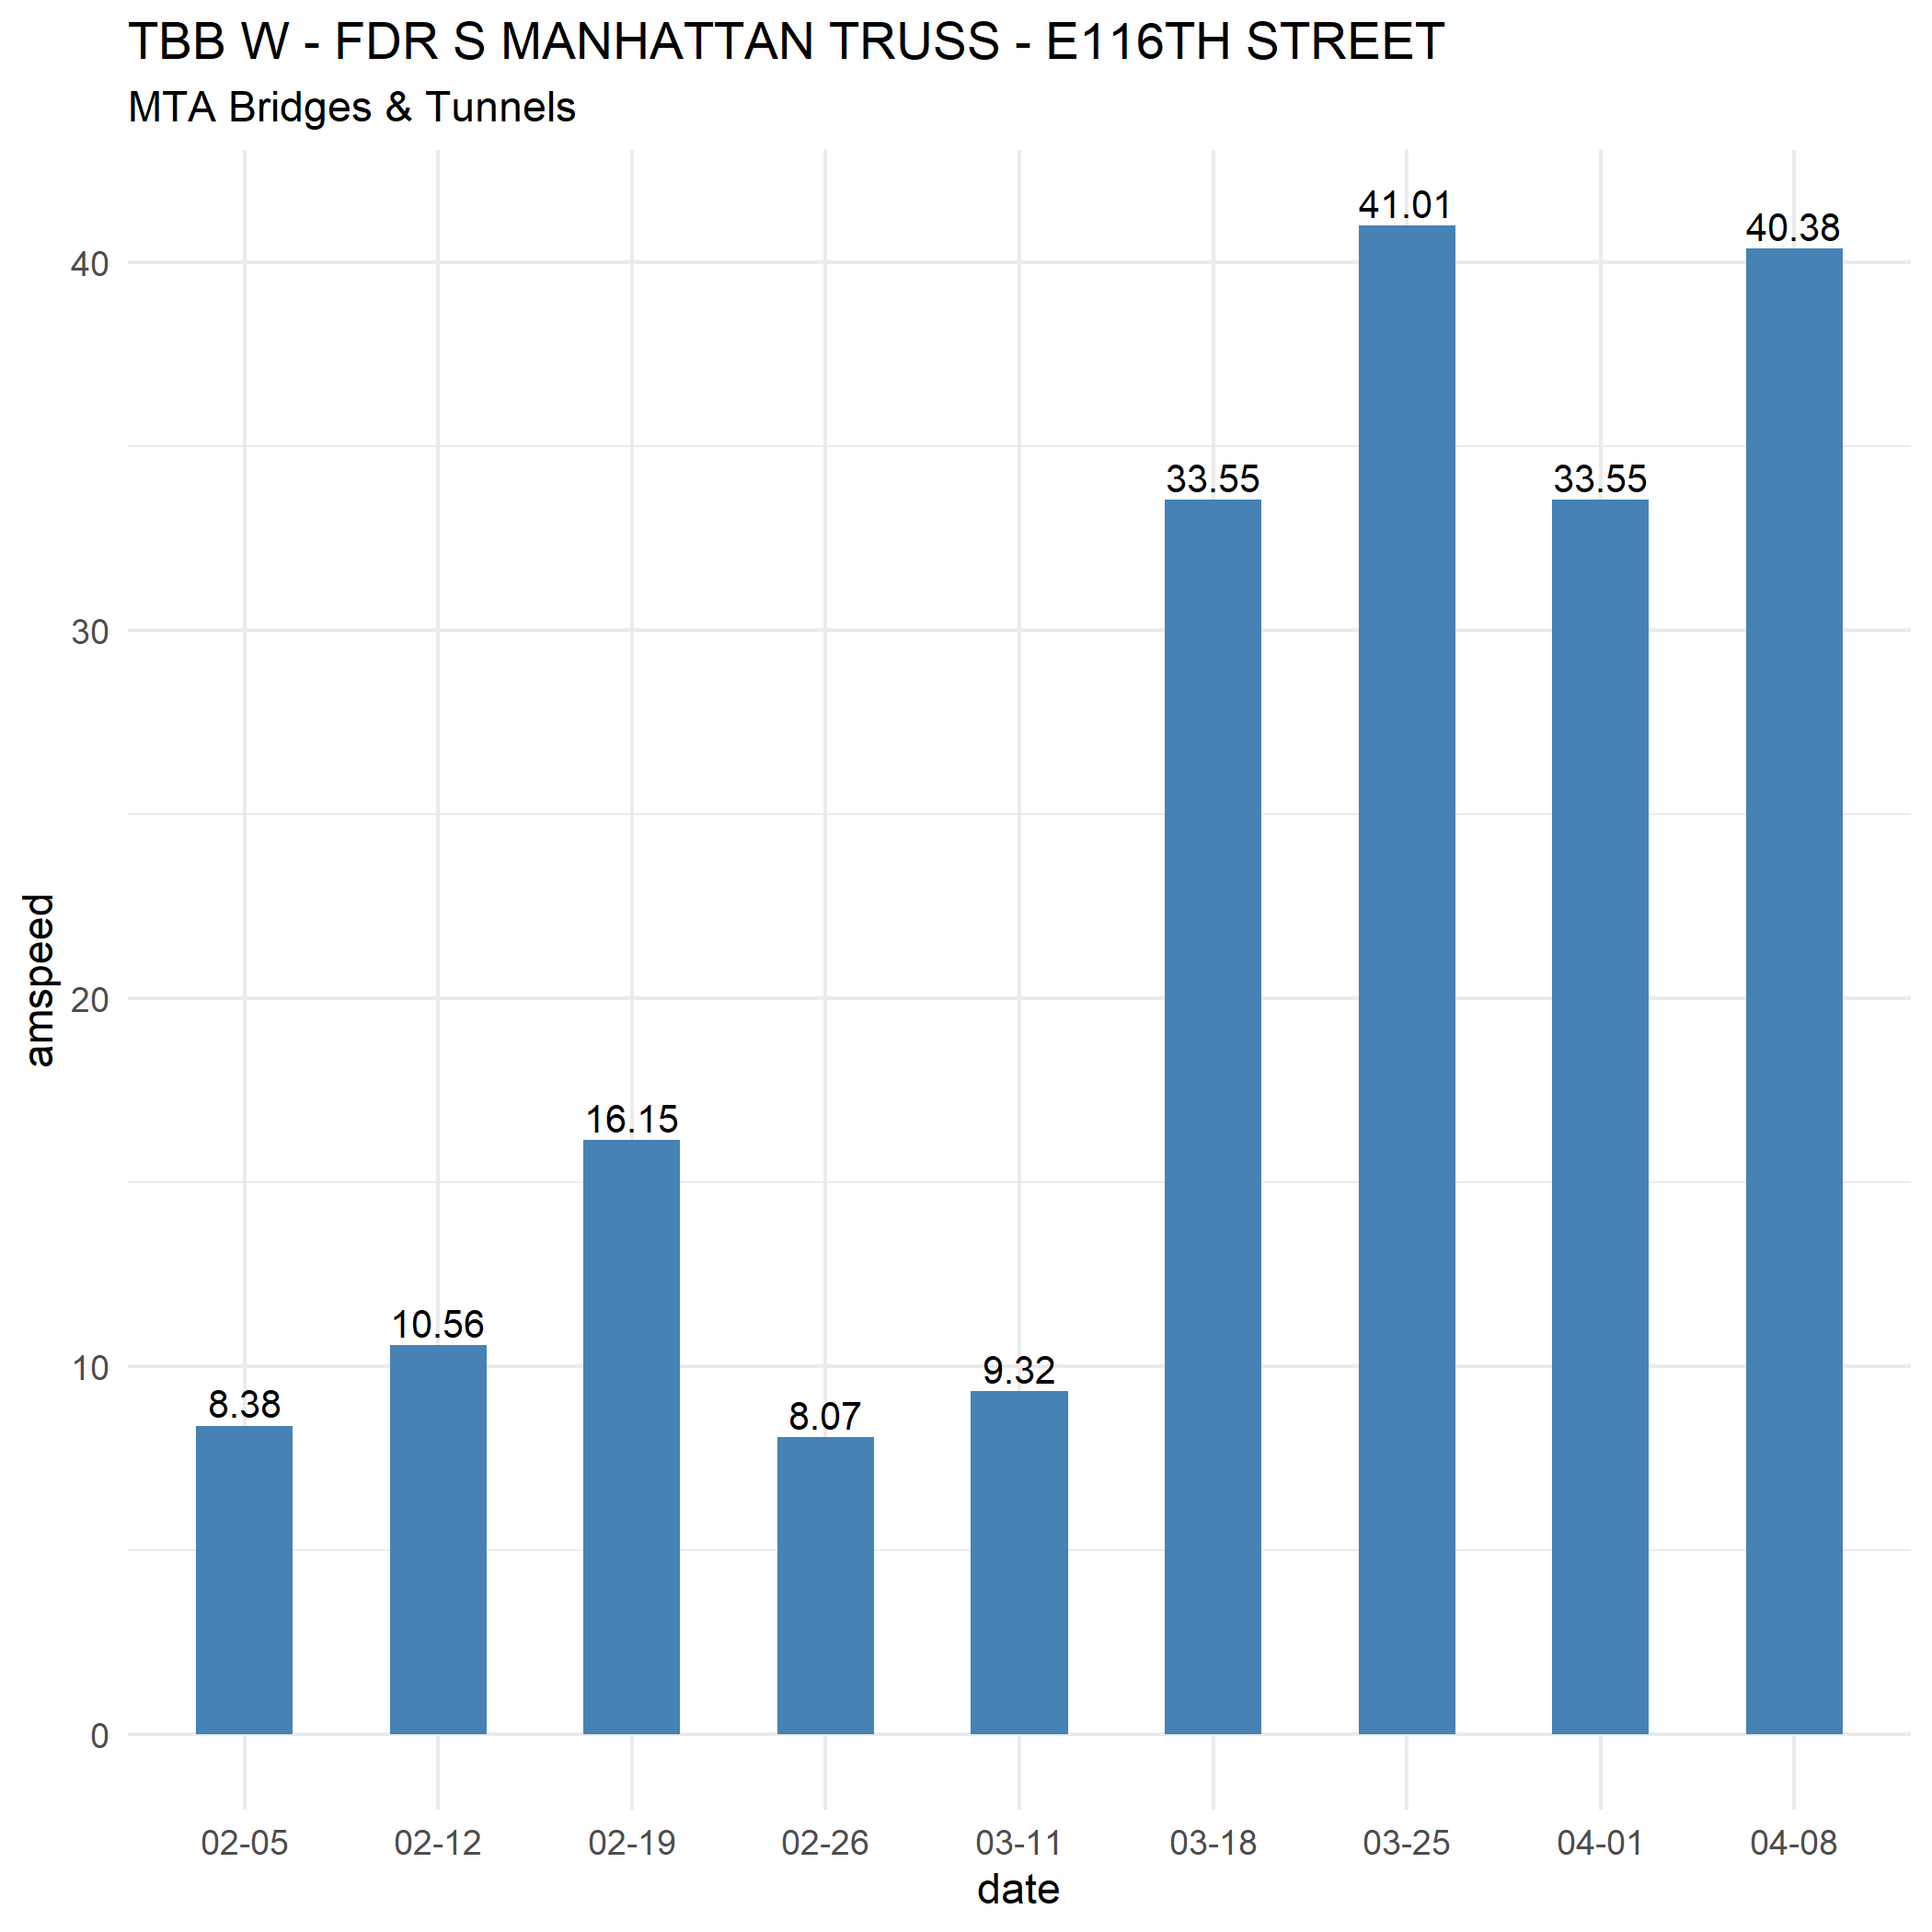 TBB W - FDR S MANHATTAN TRUSS - E116TH STREET
MTA Bridges & Tunnels
41.01
40.38
40
33.55
33.55
30
amspeed
20
16.15
10.56
10
9.32
8.38
8.07
0
02-05 02-12 02-19 02-26 03-11 03-18 03-25 04-01 04-08
date